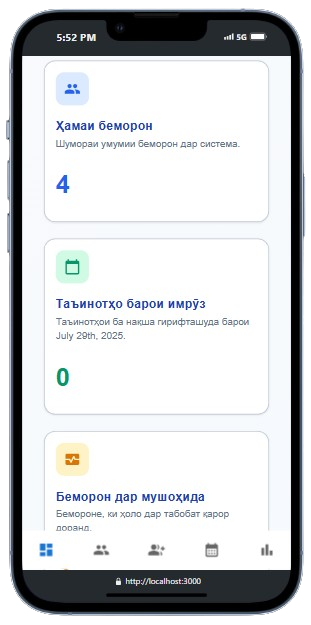 5:52 PM
5G
Ҳамаи беморон
Шумораи умумии беморон дар система.
4
Таъинотҳо барои имрӯз
Таъинотҳои ба нақша гирифташуда барои
July 29th, 2025.
0
Беморон дар мушоҳида
Бемороне, ки ҳоло дар табобат қарор
доранд.
http://localhost:3000